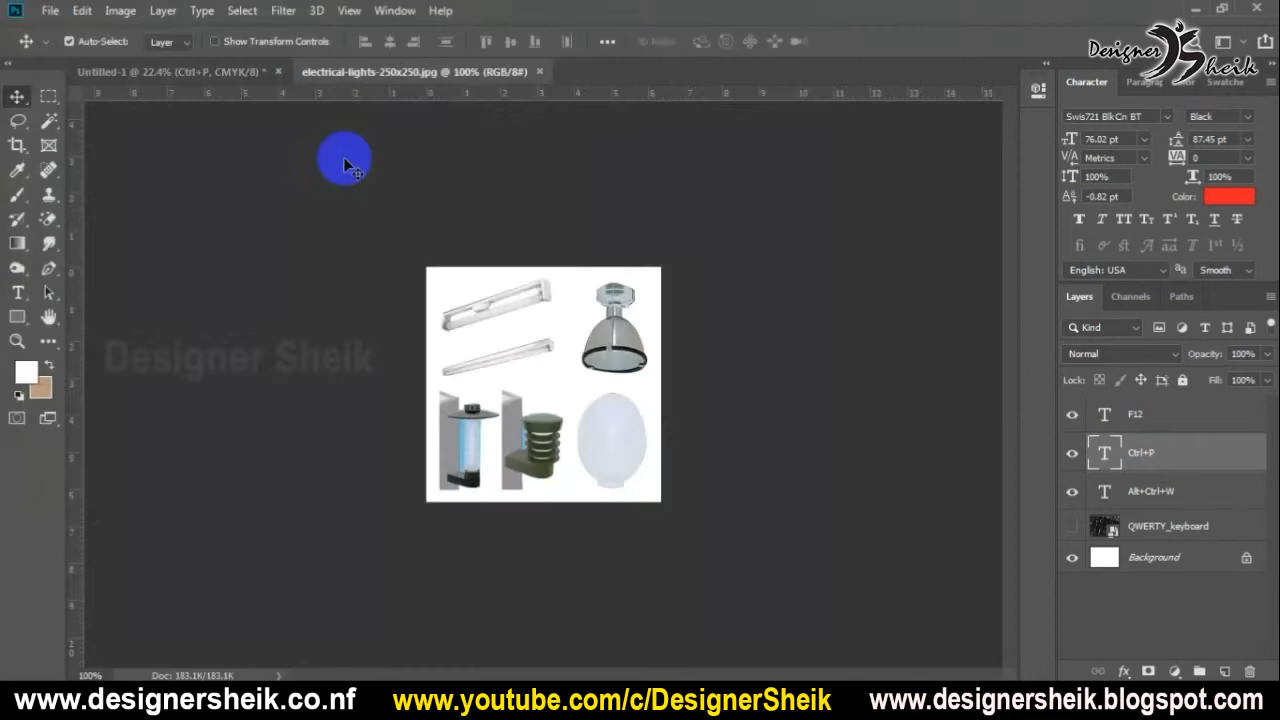 Ps File Edit Image Layer Type Select Filter 3D View Window Help
Auto-Select: Layer Show Transform Controls
Designer Sheik
Untitled-1 @ 22.4% (Ctrl+P, CMYK/8) * × electrical-lights-250x250.jpg @ 100% (RGB/8#) ×
Character Paragraph Color Swatches
Swis721 BlkCn BT Black
76.02 pt 87.45 pt
Metrics 0
100% 100%
-0.82 pt Color:
English: USA Smooth
Layers Channels Paths
Kind
Normal Opacity: 100%
Lock: Fill: 100%
F12
Ctrl+P
Alt+Ctrl+W
QWERTY_keyboard
Background
Designer Sheik
100% Doc: 183.1K/183.1K
www.designersheik.co.nf www.youtube.com/c/DesignerSheik www.designersheik.blogspot.com